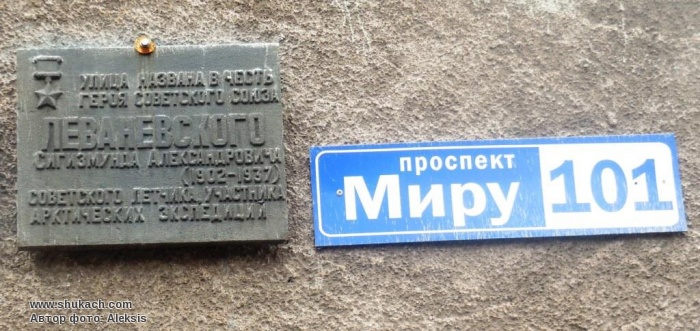 УЛИЦА НАЗВАНА В ЧЕСТЬ
ГЕРОЯ СОВЕТСКОГО СОЮЗА
ЛЕВАНЕВСКОГО
СИГИЗМУНДА АЛЕКСАНДРОВИЧА
(1902-1937)
СОВЕТСКОГО ЛЕТЧИКА, УЧАСТНИКА
АРКТИЧЕСКИХ ЭКСПЕДИЦИЙ
проспект
Миру 101
www.shukach.com
Автор фото: Aleksis